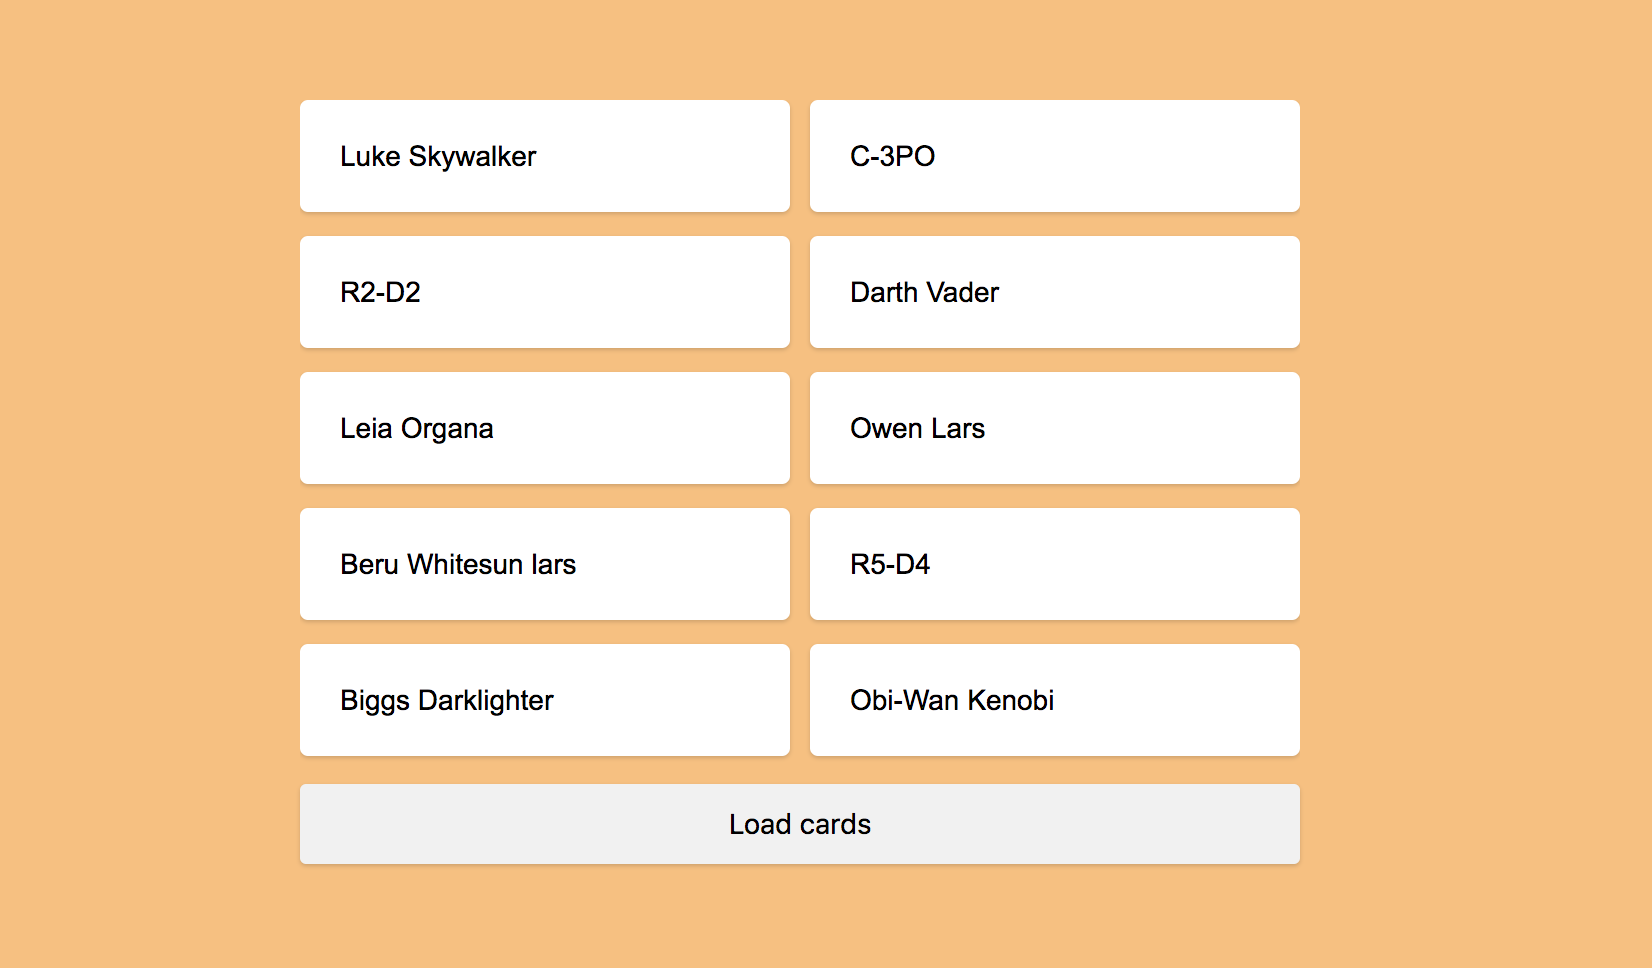 Luke Skywalker
C-3PO
R2-D2
Darth Vader
Leia Organa
Owen Lars
Beru Whitesun lars
R5-D4
Biggs Darklighter
Obi-Wan Kenobi
Load cards